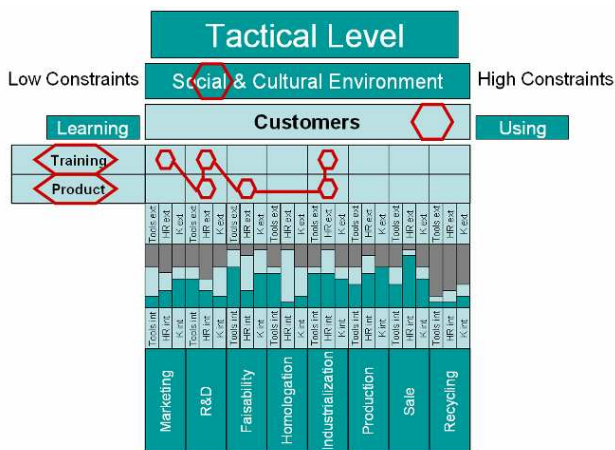 Tactical Level
Low Constraints
Social & Cultural Environment
High Constraints
Learning
Customers
Using
Training
Product
Tools ext
HR ext
K ext
Tools ext
HR ext
K ext
Tools ext
HR ext
K ext
Tools ext
HR ext
K ext
Tools ext
HR ext
K ext
Tools ext
HR ext
K ext
Tools ext
HR ext
K ext
Tools ext
HR ext
K ext
Tools int
HR int
K int
Tools int
HR int
K int
Tools int
HR int
K int
Tools int
HR int
K int
Tools int
HR int
K int
Tools int
HR int
K int
Tools int
HR int
K int
Tools int
HR int
K int
Marketing
R&D
Faisability
Homologation
Industrialization
Production
Sale
Recycling